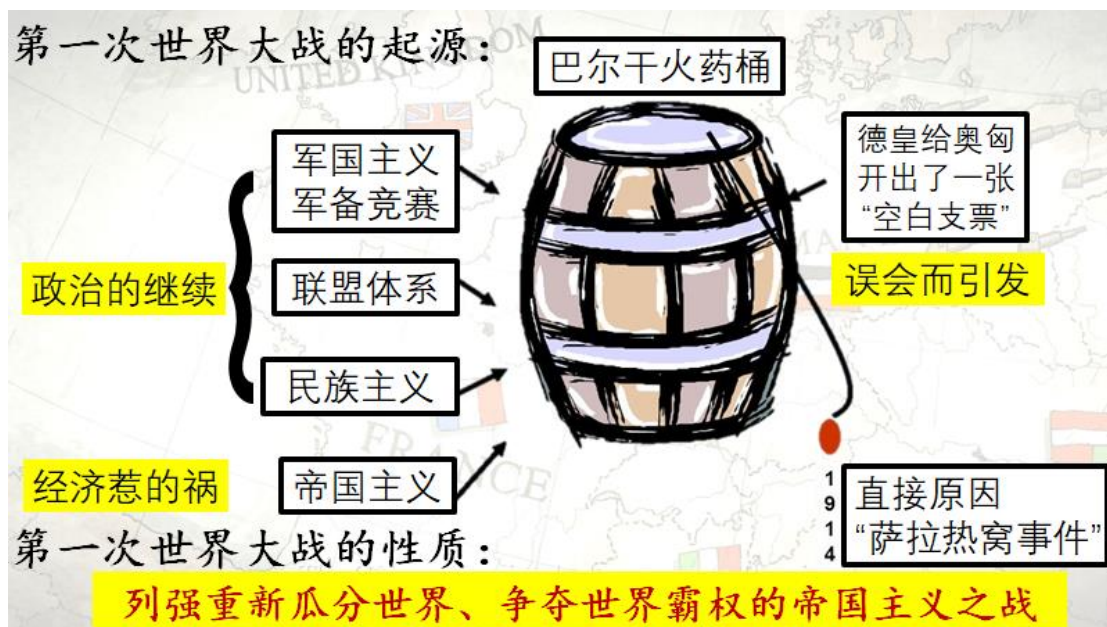 第一次世界大战的起源：
巴尔干火药桶
UNITED KINGDOM
军国主义
军备竞赛
德皇给奥匈
开出了一张
“空白支票”
政治的继续
联盟体系
误会而引发
民族主义
FRANCE
经济惹的祸
帝国主义
1
9
1
4
直接原因
“萨拉热窝事件”
第一次世界大战的性质：
列强重新瓜分世界、争夺世界霸权的帝国主义之战